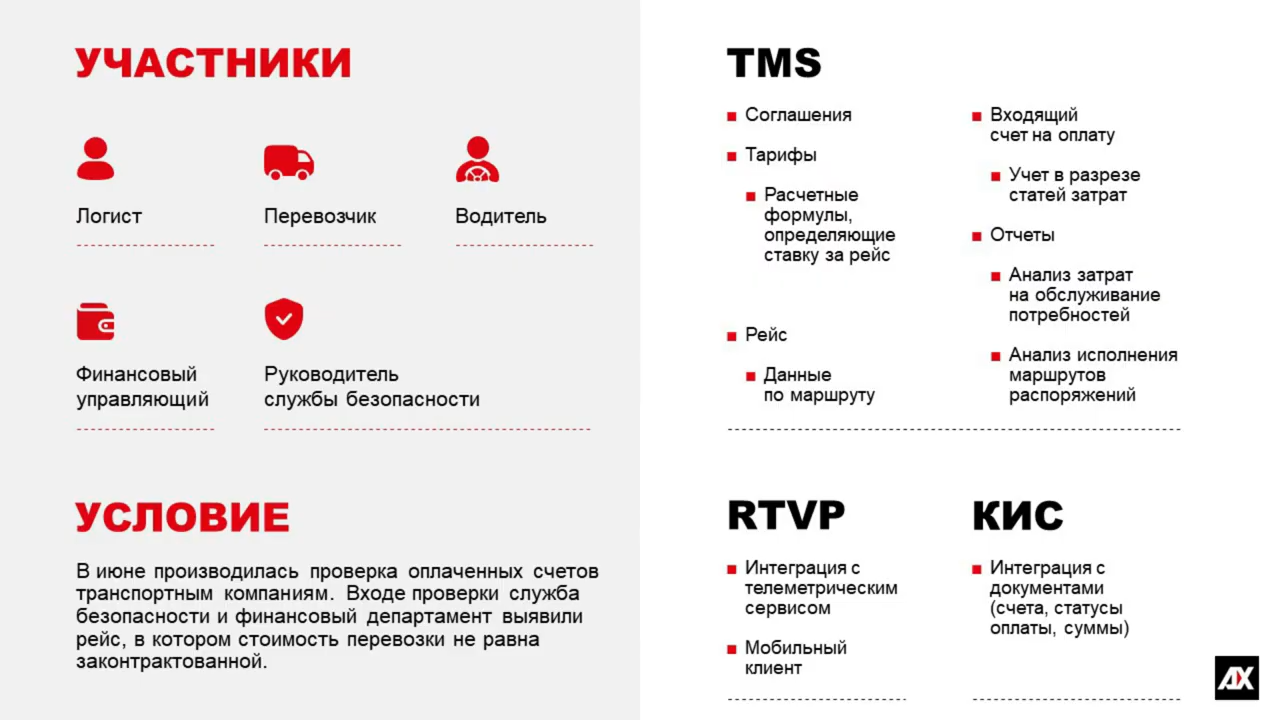 УЧАСТНИКИ
Логист
Перевозчик
Водитель
Финансовый
управляющий
Руководитель
службы безопасности
УСЛОВИЕ
В июне производилась проверка оплаченных счетов
транспортным компаниям. Входе проверки служба
безопасности и финансовый департамент выявили
рейс, в котором стоимость перевозки не равна
законтрактованной.
TMS
Соглашения
Тарифы
Расчетные
формулы,
определяющие
ставку за рейс
Рейс
Данные
по маршруту
Входящий
счет на оплату
Учет в разрезе
статей затрат
Отчеты
Анализ затрат
на обслуживание
потребностей
Анализ исполнения
маршрутов
распоряжений
RTVP
Интеграция с
телеметрическим
сервисом
Мобильный
клиент
КИС
Интеграция с
документами
(счета, статусы
оплаты, суммы)
AX